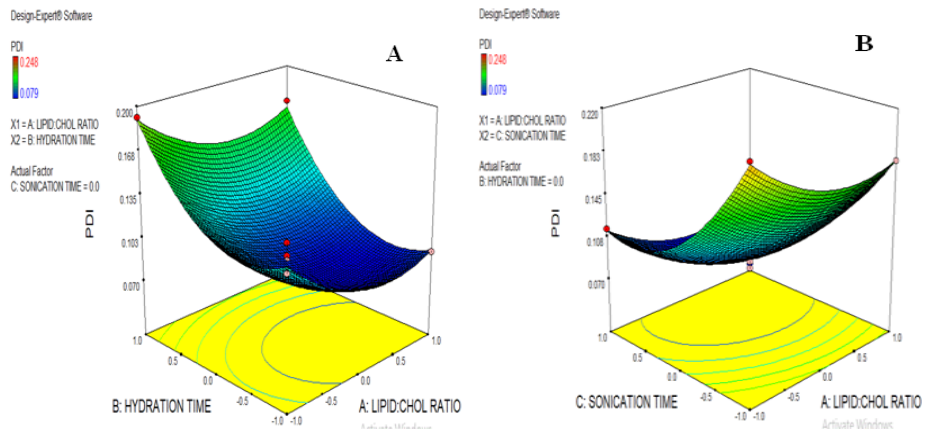 Design-Expert® Software
PDI
0.248
0.079
X1 = A: LIPID:CHOL RATIO
X2 = B: HYDRATION TIME
Actual Factor
C: SONICATION TIME = 0.0
A
0.200
0.168
0.135
0.103
0.070
PDI
1.0
0.5
0.0
-0.5
-1.0
-1.0
-0.5
0.0
0.5
1.0
B: HYDRATION TIME
A: LIPID:CHOL RATIO
Activate Windows
Design-Expert® Software
PDI
0.248
0.079
X1 = A: LIPID:CHOL RATIO
X2 = C: SONICATION TIME
Actual Factor
B: HYDRATION TIME = 0.0
B
0.220
0.183
0.145
0.108
0.070
PDI
1.0
0.5
0.0
-0.5
-1.0
-1.0
-0.5
0.0
0.5
1.0
C: SONICATION TIME
A: LIPID:CHOL RATIO
Activate Windows